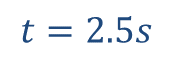 t = 2.5s